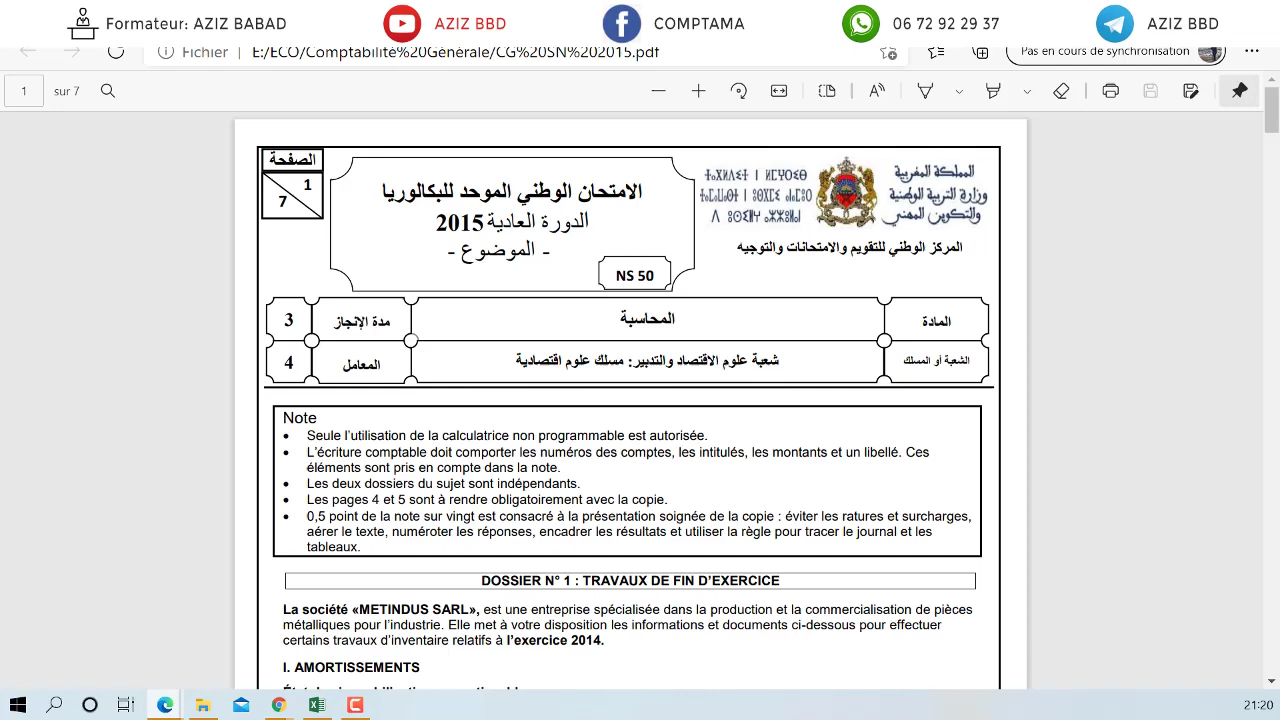 Formateur: AZIZ BABAD
AZIZ BBD
COMPTAMA
06 72 92 29 37
AZIZ BBD
Fichier
E:/ECO/Comptabilité%20Générale/CG%20SN%202015.pdf
Pas en cours de synchronisation
1
sur 7
الصفحة
1
7
الامتحان الوطني الموحد للبكالوريا
الدورة العادية 2015
- الموضوع -
NS 50
المملكة المغربية
وزارة التربية الوطنية
والتكوين المهني
المركز الوطني للتقويم والامتحانات والتوجيه
المادة
المحاسبة
مدة الإنجاز
3
الشعبة أو المسلك
شعبة علوم الاقتصاد والتدبير: مسلك علوم اقتصادية
المعامل
4
Note
• Seule l'utilisation de la calculatrice non programmable est autorisée.
• L'écriture comptable doit comporter les numéros des comptes, les intitulés, les montants et un libellé. Ces
éléments sont pris en compte dans la note.
• Les deux dossiers du sujet sont indépendants.
• Les pages 4 et 5 sont à rendre obligatoirement avec la copie.
• 0,5 point de la note sur vingt est consacré à la présentation soignée de la copie : éviter les ratures et surcharges,
aérer le texte, numéroter les réponses, encadrer les résultats et utiliser la règle pour tracer le journal et les
tableaux.
DOSSIER N° 1 : TRAVAUX DE FIN D'EXERCICE
La société «METINDUS SARL», est une entreprise spécialisée dans la production et la commercialisation de pièces
métalliques pour l'industrie. Elle met à votre disposition les informations et documents ci-dessous pour effectuer
certains travaux d'inventaire relatifs à l'exercice 2014.
I. AMORTISSEMENTS
21:20